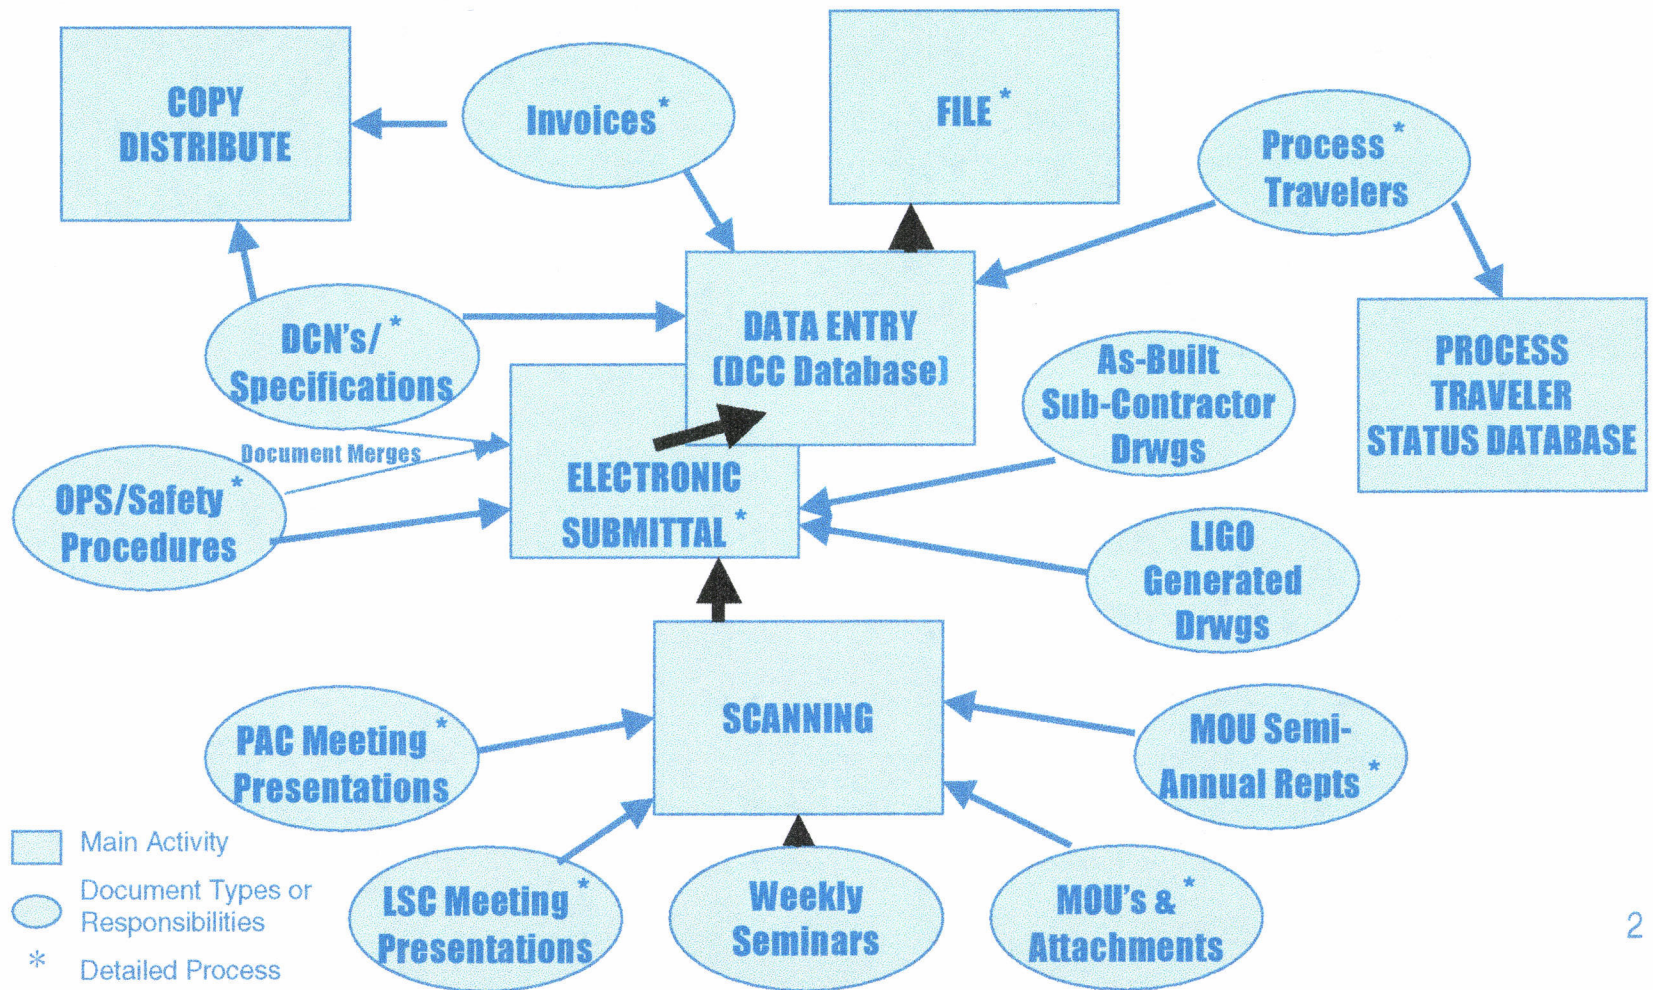 COPY
DISTRIBUTE
Invoices *
FILE *
Process *
Travelers
DCN's/ *
Specifications
DATA ENTRY
(DCC Database)
As-Built
Sub-Contractor
Drwgs
PROCESS
TRAVELER
STATUS DATABASE
Document Merges
OPS/Safety *
Procedures
ELECTRONIC
SUBMITTAL *
LIGO
Generated
Drwgs
SCANNING
PAC Meeting *
Presentations
MOU Semi-
Annual Repts *
LSC Meeting *
Presentations
Weekly
Seminars
MOU's & *
Attachments
Main Activity
Document Types or
Responsibilities
* Detailed Process
2